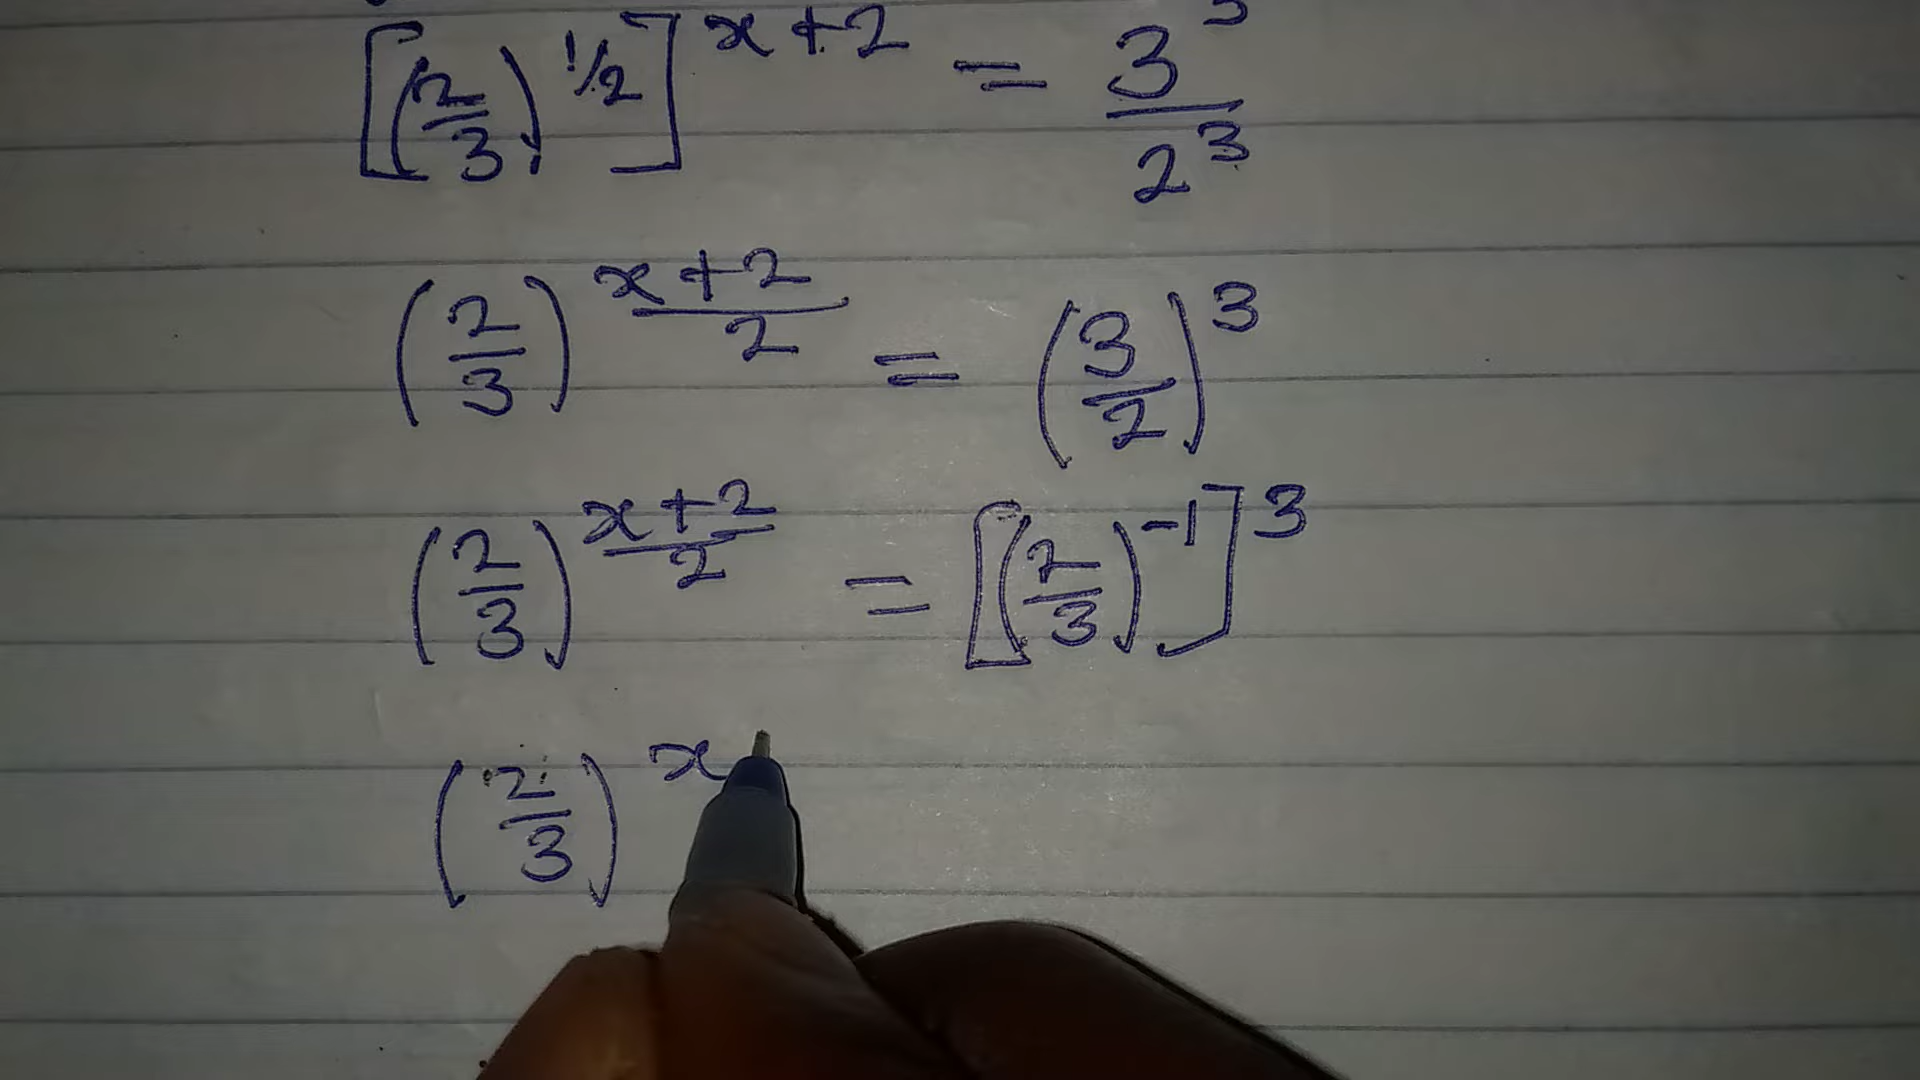 [(2/3)^1/2]^x+2 = 3^3/2^3
(2/3)^x+2/2 = (3/2)^3
(2/3)^x+2/2 = [(2/3)^-1]^3
(2/3)^x